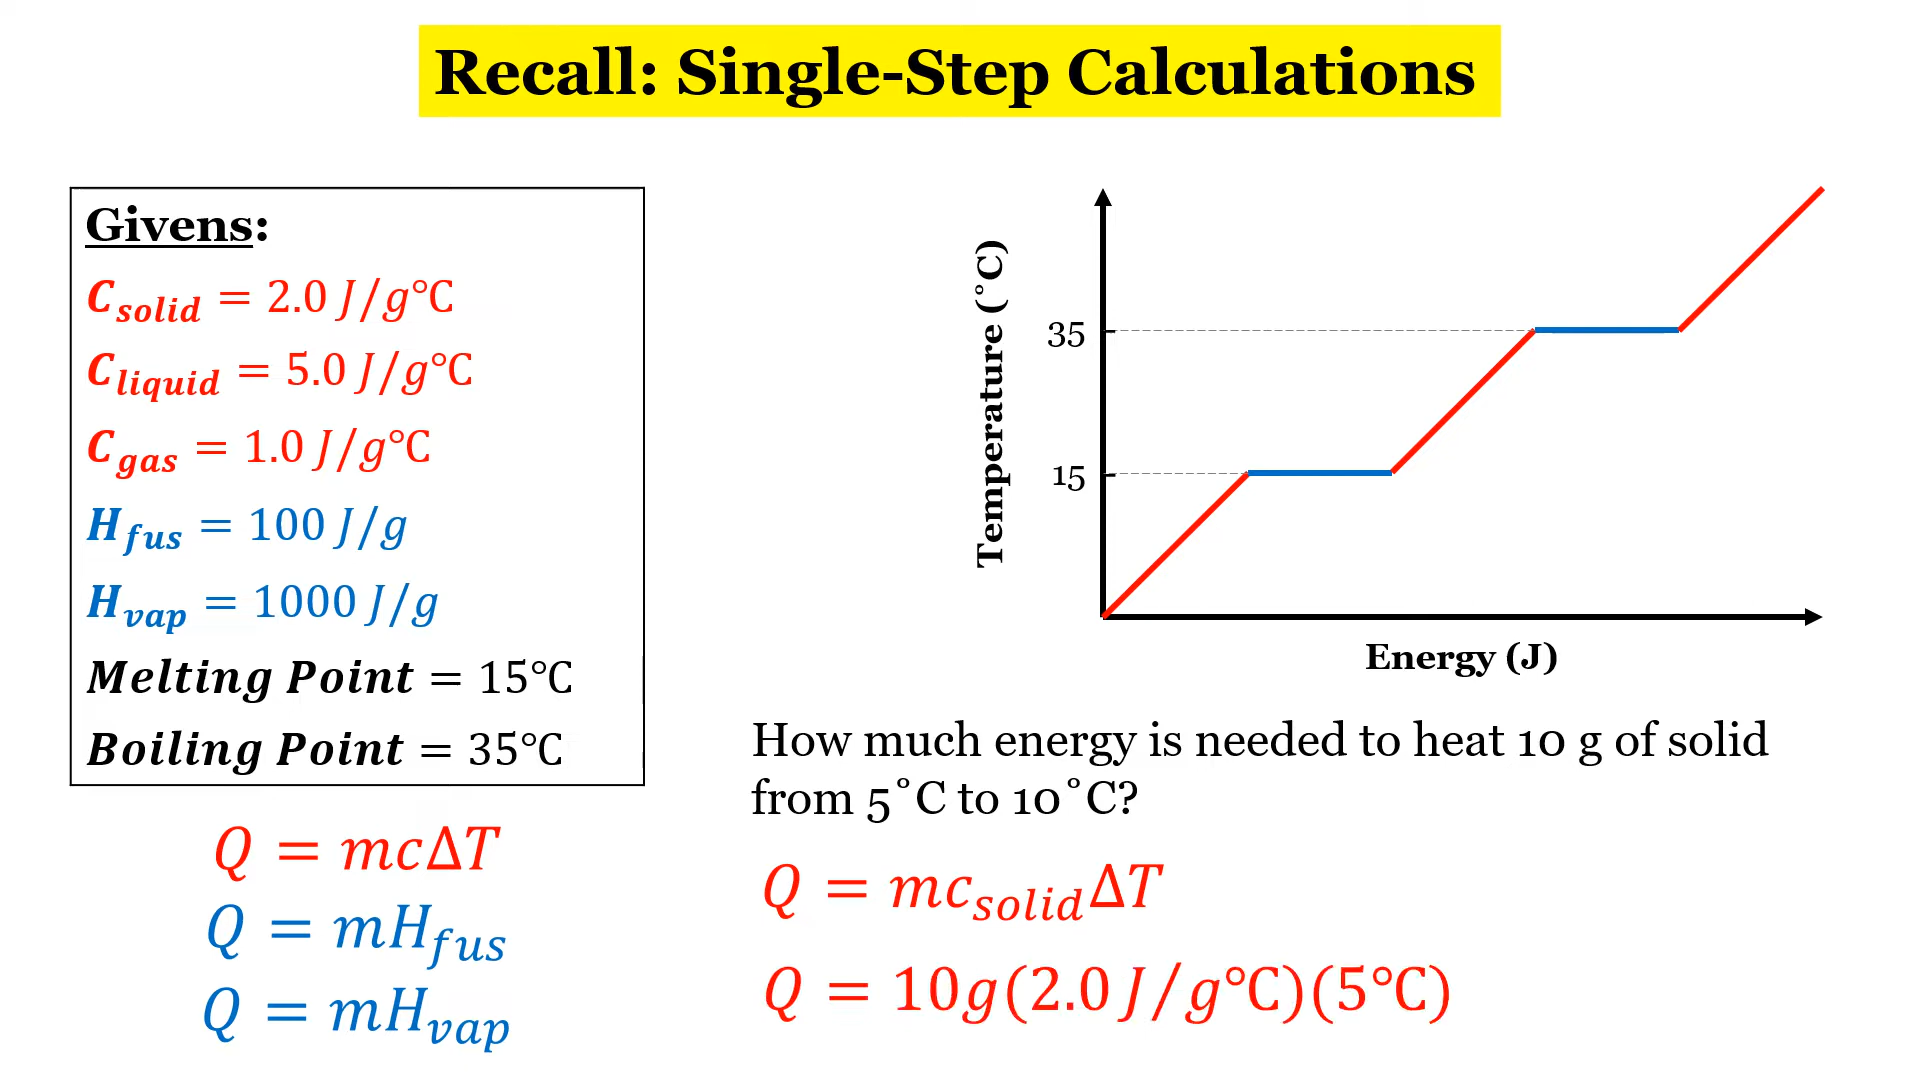 Recall: Single-Step Calculations
Givens:
C_solid = 2.0 J/g℃
C_liquid = 5.0 J/g℃
C_gas = 1.0 J/g℃
H_fus = 100 J/g
H_vap = 1000 J/g
Melting Point = 15℃
Boiling Point = 35℃
Q = mcΔT
Q = mH_fus
Q = mH_vap
Temperature (˚C)
35
15
Energy (J)
How much energy is needed to heat 10 g of solid
from 5˚C to 10˚C?
Q = mc_solidΔT
Q = 10g(2.0 J/g℃)(5℃)